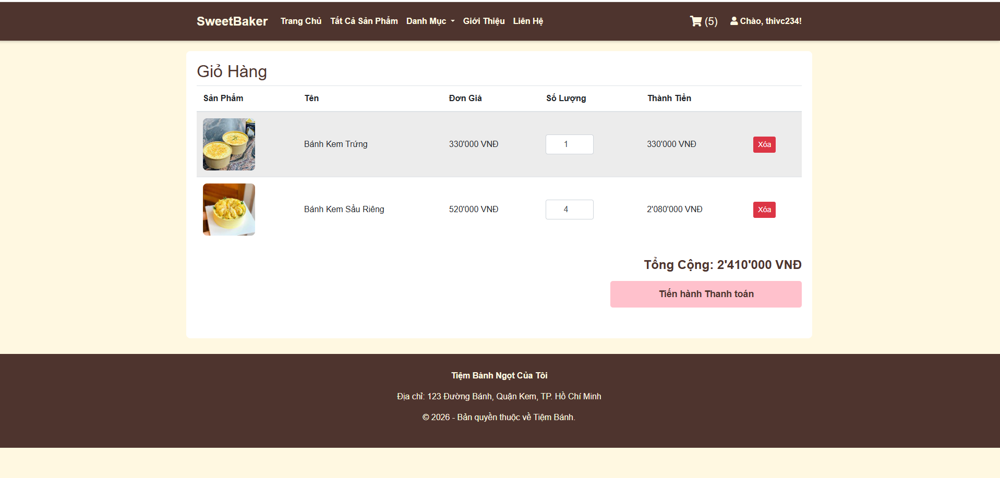 SweetBaker Trang Chủ Tất Cả Sản Phẩm Danh Mục Giới Thiệu Liên Hệ (5) Chào, thivc234!
Giỏ Hàng
Sản Phẩm Tên Đơn Giá Số Lượng Thành Tiền
Bánh Kem Trứng 330'000 VNĐ 1 330'000 VNĐ Xóa
Bánh Kem Sầu Riêng 520'000 VNĐ 4 2'080'000 VNĐ Xóa
Tổng Cộng: 2'410'000 VNĐ
Tiến hành Thanh toán
Tiệm Bánh Ngọt Của Tôi
Địa chỉ: 123 Đường Bánh, Quận Kem, TP. Hồ Chí Minh
© 2026 - Bản quyền thuộc về Tiệm Bánh.